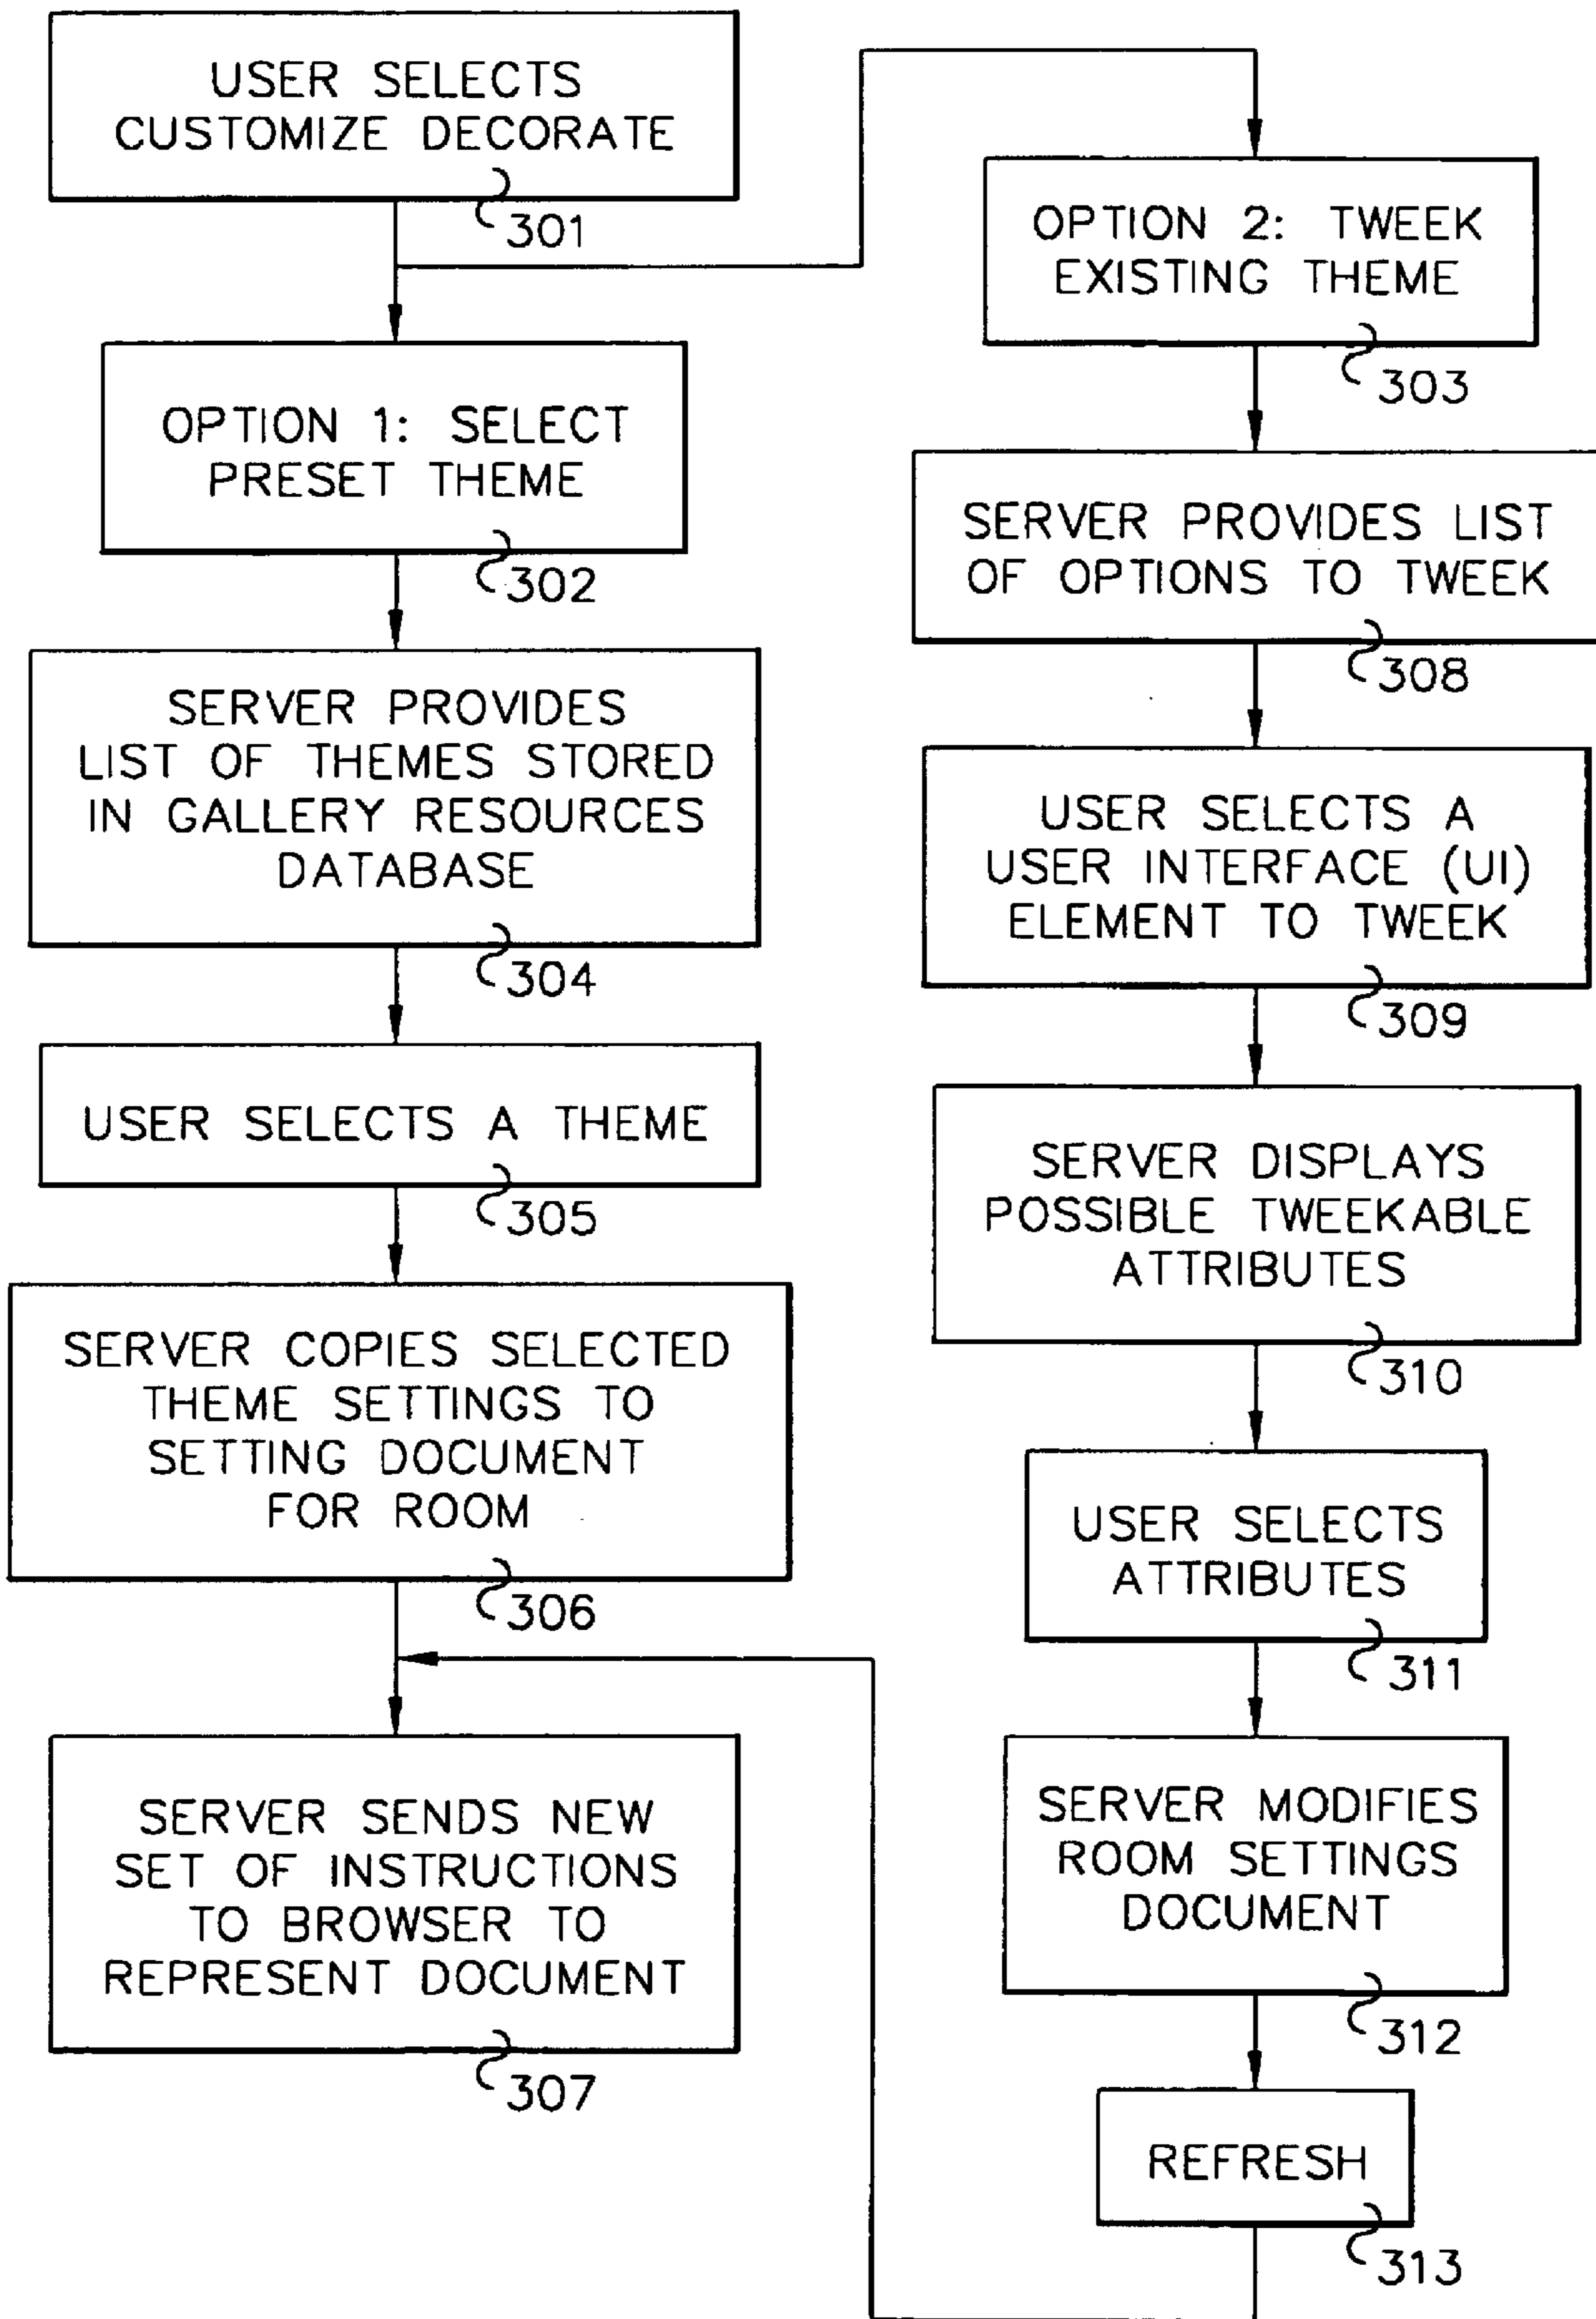 USER SELECTS
CUSTOMIZE DECORATE
301
OPTION 1: SELECT
PRESET THEME
302
SERVER PROVIDES
LIST OF THEMES STORED
IN GALLERY RESOURCES
DATABASE
304
USER SELECTS A THEME
305
SERVER COPIES SELECTED
THEME SETTINGS TO
SETTING DOCUMENT
FOR ROOM
306
SERVER SENDS NEW
SET OF INSTRUCTIONS
TO BROWSER TO
REPRESENT DOCUMENT
307
OPTION 2: TWEEK
EXISTING THEME
303
SERVER PROVIDES LIST
OF OPTIONS TO TWEEK
308
USER SELECTS A
USER INTERFACE (UI)
ELEMENT TO TWEEK
309
SERVER DISPLAYS
POSSIBLE TWEEKABLE
ATTRIBUTES
310
USER SELECTS
ATTRIBUTES
311
SERVER MODIFIES
ROOM SETTINGS
DOCUMENT
312
REFRESH
313